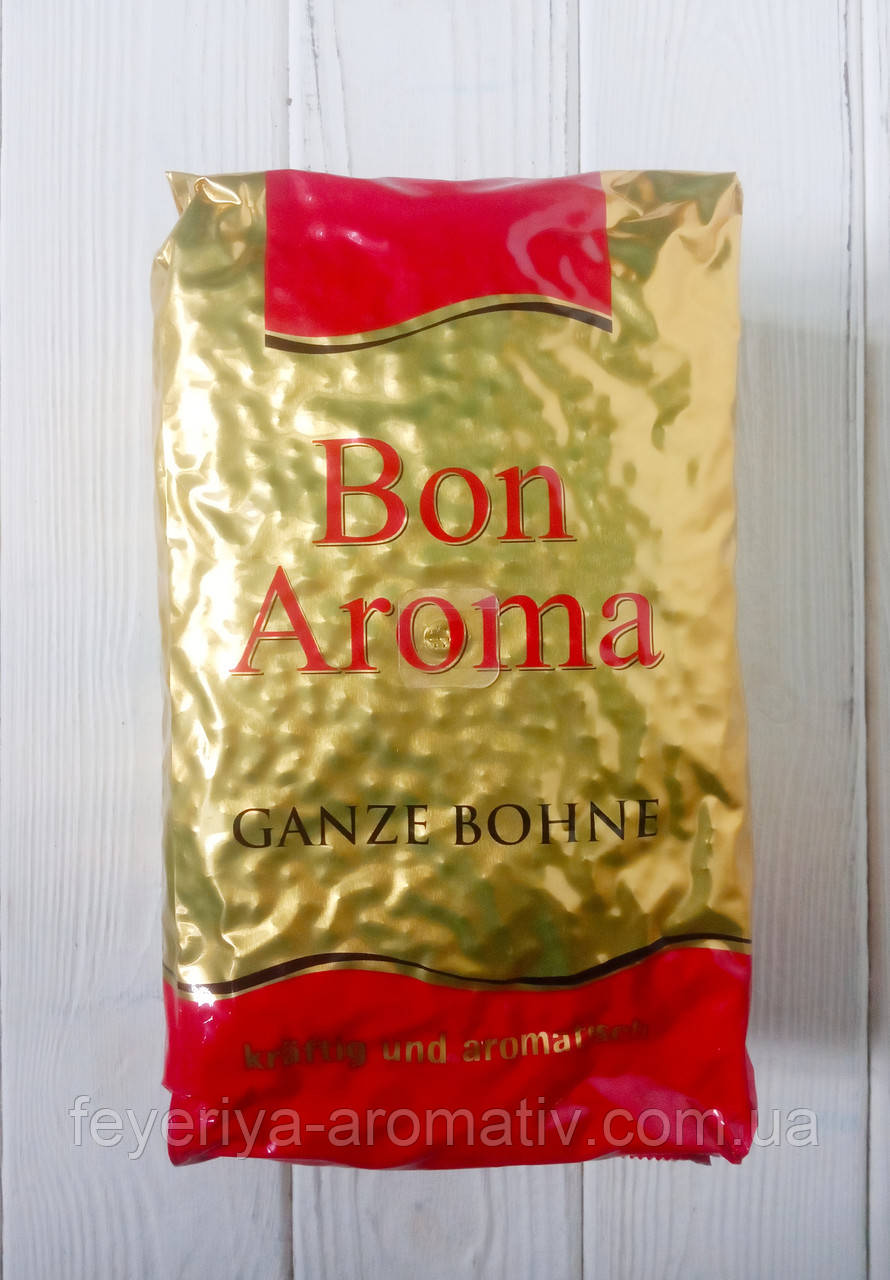 Bon
Aroma
GANZE BOHNE
kräftig und aromatisch
feyeriya-aromativ.com.ua